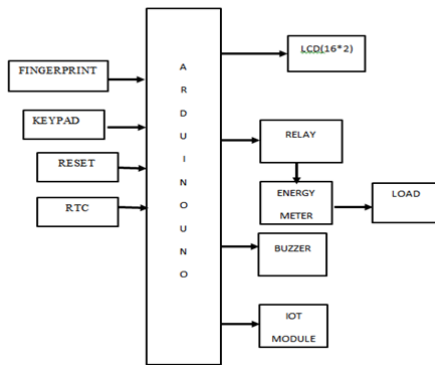 FINGERPRINT
KEYPAD
RESET
RTC
A
R
D
U
I
N
O
U
N
O
LCD(16*2)
RELAY
ENERGY
METER
LOAD
BUZZER
IOT
MODULE